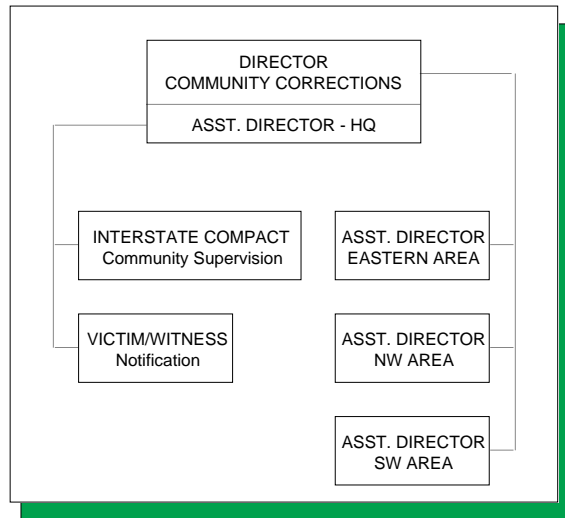 DIRECTOR
COMMUNITY CORRECTIONS
ASST. DIRECTOR - HQ
INTERSTATE COMPACT
Community Supervision
VICTIM/WITNESS
Notification
ASST. DIRECTOR
EASTERN AREA
ASST. DIRECTOR
NW AREA
ASST. DIRECTOR
SW AREA